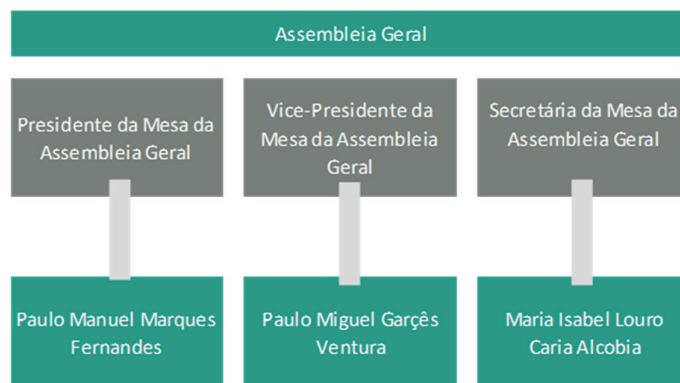 Assembleia Geral
Presidente da Mesa da
Assembleia Geral
Vice-Presidente da
Mesa da Assembleia
Geral
Secretária da Mesa da
Assembleia Geral
Paulo Manuel Marques
Fernandes
Paulo Miguel Garçês
Ventura
Maria Isabel Louro
Caria Alcobia